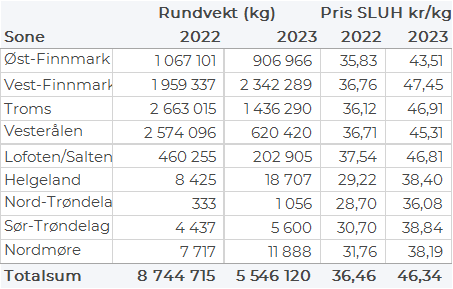 Rundvekt (kg) Pris SLUH kr/kg
Sone 2022 2023 2022 2023
Øst-Finnmark 1 067 101 906 966 35,83 43,51
Vest-Finnmark 1 959 337 2 342 289 36,76 47,45
Troms 2 663 015 1 436 290 36,12 46,91
Vesterålen 2 574 096 620 420 36,71 45,31
Lofoten/Salten 460 255 202 905 37,54 46,81
Helgeland 8 425 18 707 29,22 38,40
Nord-Trøndela 333 1 056 28,70 36,08
Sør-Trøndelag 4 437 5 600 30,70 38,84
Nordmøre 7 717 11 888 31,76 38,19
Totalsum 8 744 715 5 546 120 36,46 46,34